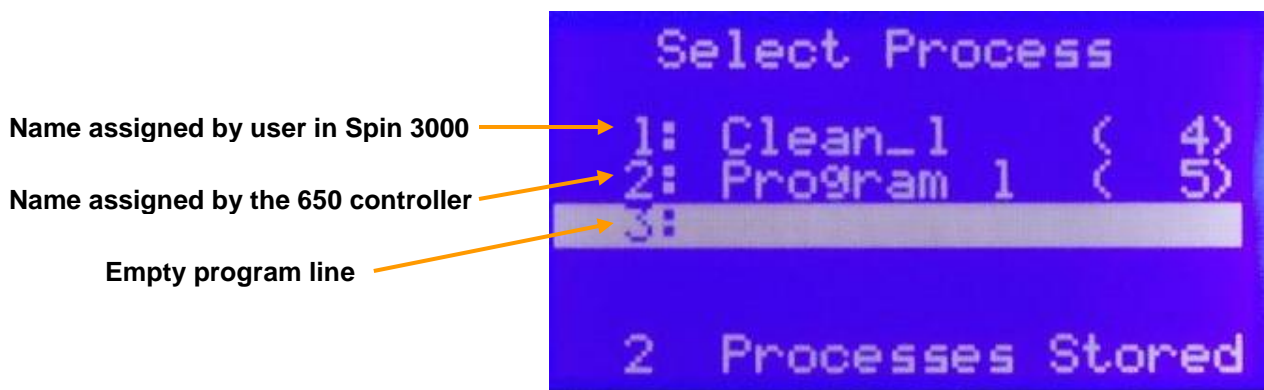 Select Process
Name assigned by user in Spin 3000
1: Clean_1 ( 4)
Name assigned by the 650 controller
2: Program 1 ( 5)
3:
Empty program line
2 Processes Stored